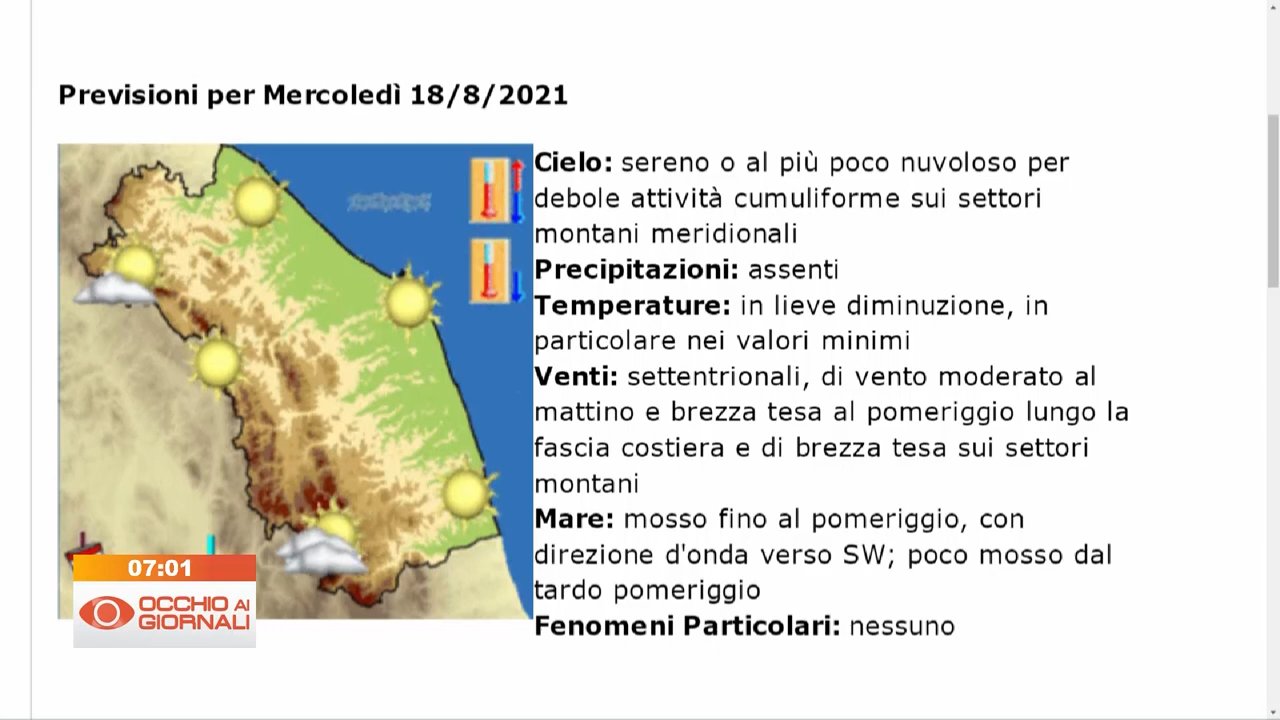 Previsioni per Mercoledì 18/8/2021
Cielo: sereno o al più poco nuvoloso per
debole attività cumuliforme sui settori
montani meridionali
Precipitazioni: assenti
Temperature: in lieve diminuzione, in
particolare nei valori minimi
Venti: settentrionali, di vento moderato al
mattino e brezza tesa al pomeriggio lungo la
fascia costiera e di brezza tesa sui settori
montani
Mare: mosso fino al pomeriggio, con
direzione d'onda verso SW; poco mosso dal
tardo pomeriggio
Fenomeni Particolari: nessuno
07:01
OCCHIO AI
GIORNALI